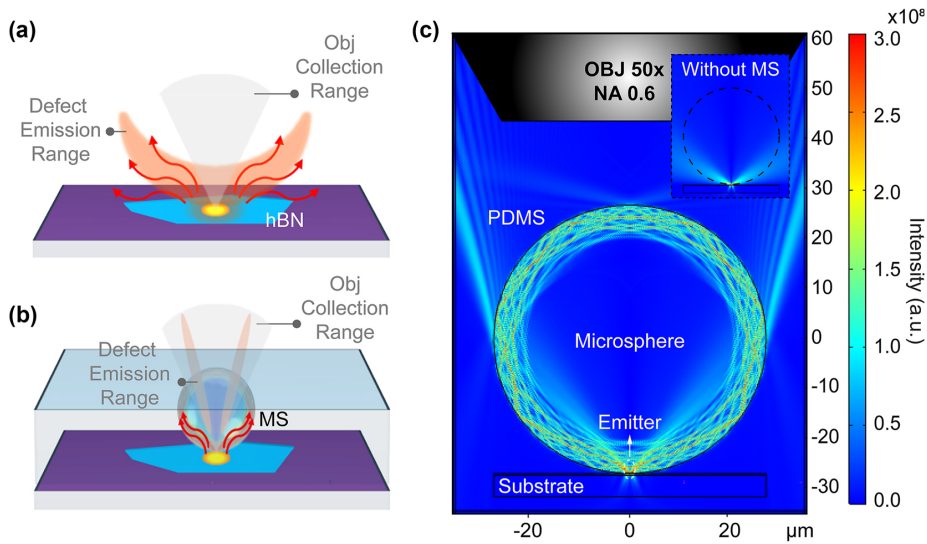 (a)
Obj
Collection
Range
Defect
Emission
Range
hBN
(b)
Obj
Collection
Range
Defect
Emission
Range
MS
(c)
OBJ 50x
NA 0.6
Without MS
PDMS
Microsphere
Emitter
Substrate
60
50
40
30
20
10
0
-10
-20
-30
-20
0
20
µm
x10⁸
3.0
2.5
2.0
1.5
1.0
0.5
0.0
Intensity (a.u.)